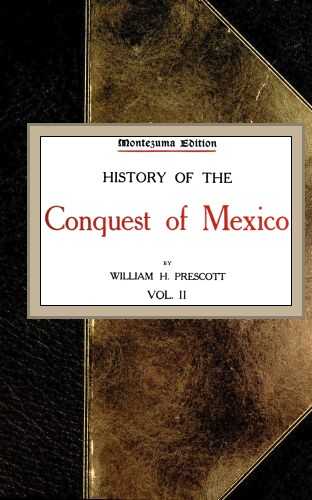 Montezuma Edition
HISTORY OF THE
Conquest of Mexico
BY
WILLIAM H. PRESCOTT
VOL. II